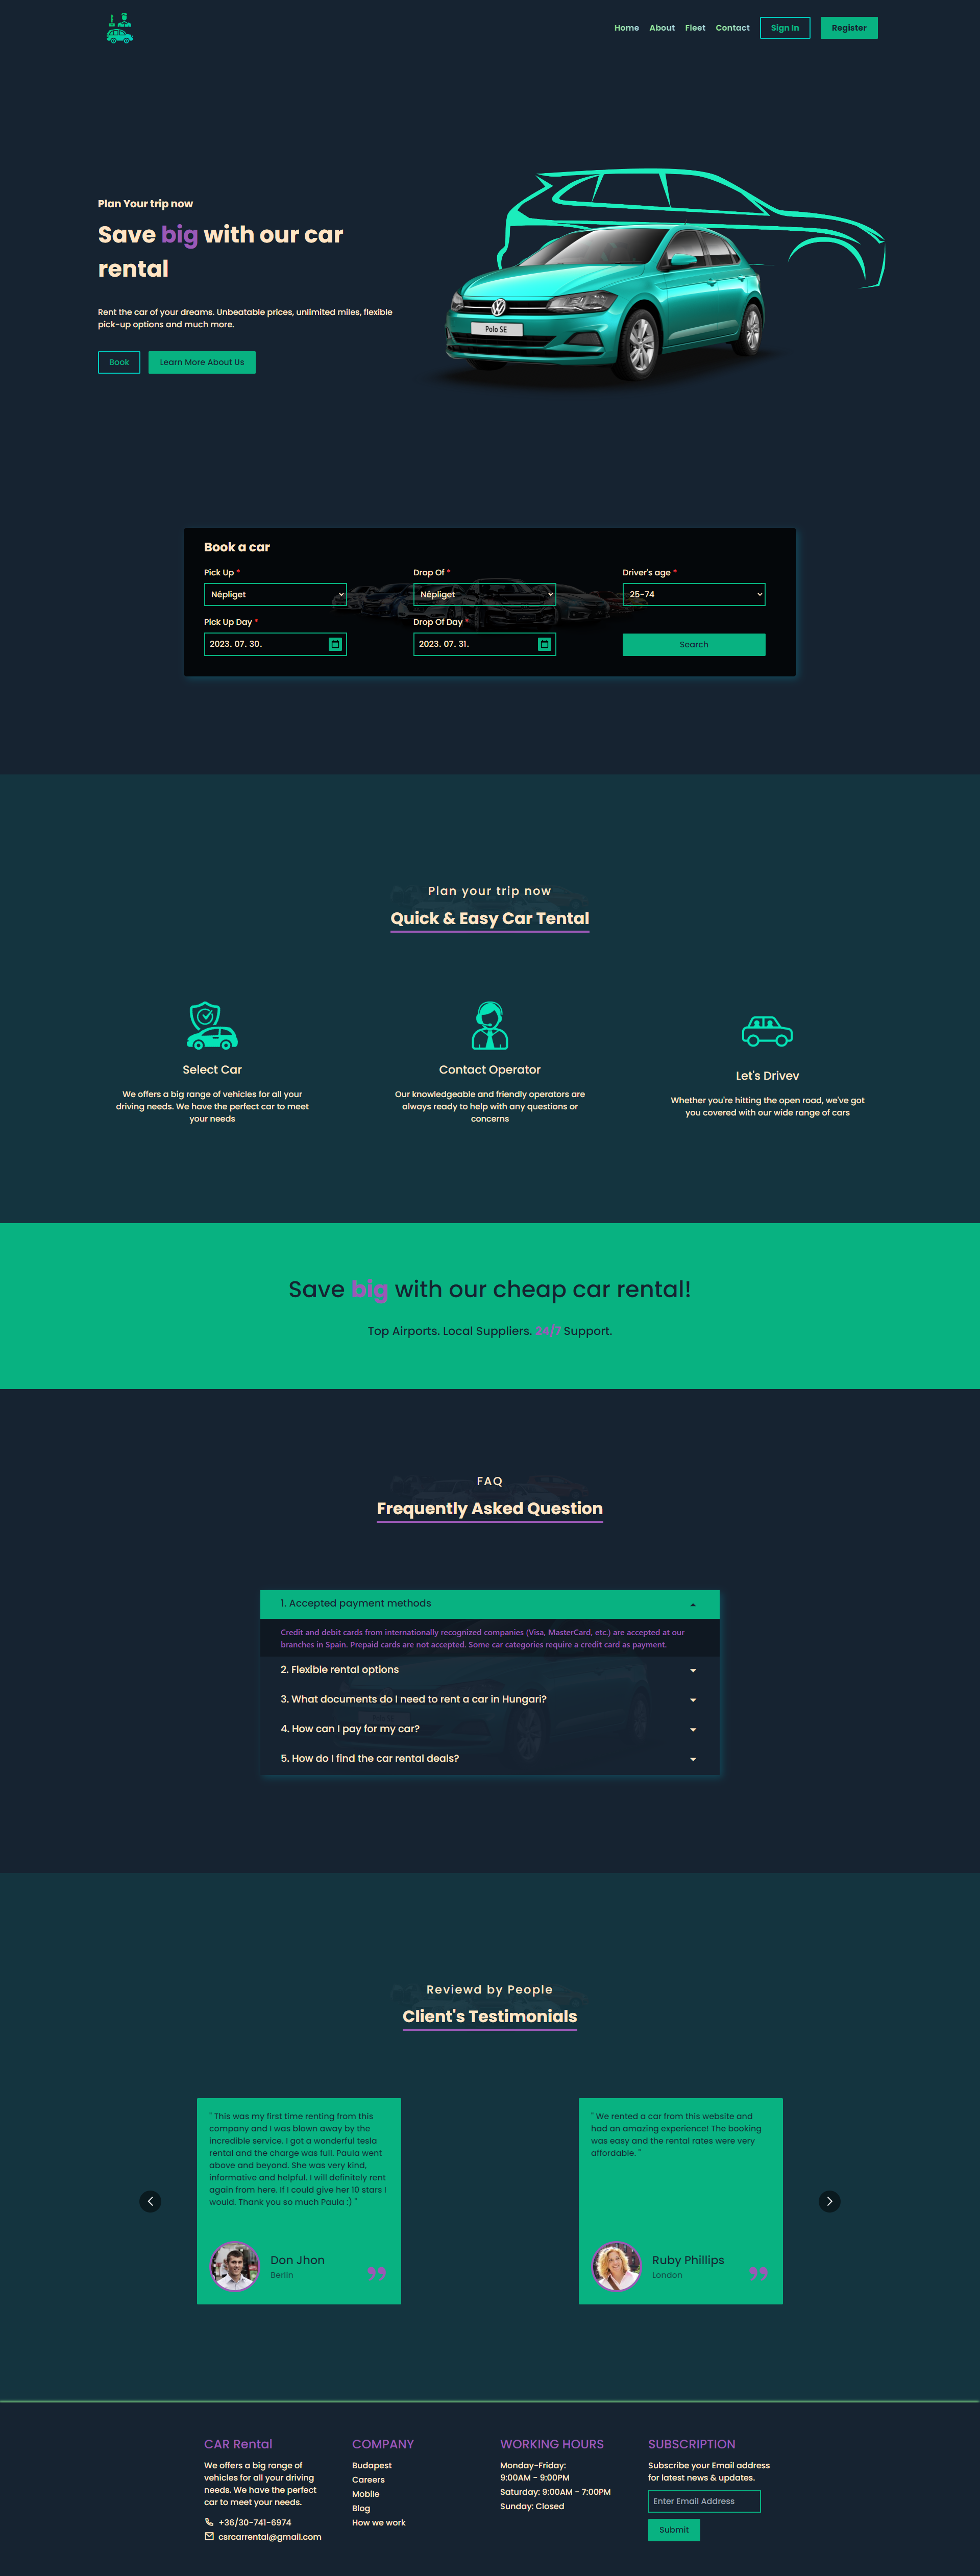 Home About Fleet Contact Sign In Register
Plan Your trip now
Save big with our car
rental
Rent the car of your dreams. Unbeatable prices, unlimited miles, flexible
pick-up options and much more.
Book Learn More About Us
Polo SE
Book a car
Pick Up * Drop Of * Driver's age *
Népliget Népliget 25-74
Pick Up Day * Drop Of Day *
2023. 07. 30. 2023. 07. 31. Search
Plan your trip now
Quick & Easy Car Tental
Select Car
We offers a big range of vehicles for all your
driving needs. We have the perfect car to meet
your needs
Contact Operator
Our knowledgeable and friendly operators are
always ready to help with any questions or
concerns
Let's Drivev
Whether you're hitting the open road, we've got
you covered with our wide range of cars
Save big with our cheap car rental!
Top Airports. Local Suppliers. 24/7 Support.
FAQ
Frequently Asked Question
1. Accepted payment methods
Credit and debit cards from internationally recognized companies (Visa, MasterCard, etc.) are accepted at our
branches in Spain. Prepaid cards are not accepted. Some car categories require a credit card as payment.
2. Flexible rental options
3. What documents do I need to rent a car in Hungari?
4. How can I pay for my car?
5. How do I find the car rental deals?
Reviewd by People
Client's Testimonials
" This was my first time renting from this
company and I was blown away by the
incredible service. I got a wonderful tesla
rental and the charge was full. Paula went
above and beyond. She was very kind,
informative and helpful. I will definitely rent
again from here. If I could give her 10 stars I
would. Thank you so much Paula :) "
Don Jhon
Berlin
" We rented a car from this website and
had an amazing experience! The booking
was easy and the rental rates were very
affordable. "
Ruby Phillips
London
CAR Rental
We offers a big range of
vehicles for all your driving
needs. We have the perfect
car to meet your needs.
+36/30-741-6974
csrcarrental@gmail.com
COMPANY
Budapest
Careers
Mobile
Blog
How we work
WORKING HOURS
Monday-Friday:
9:00AM - 9:00PM
Saturday: 9:00AM - 7:00PM
Sunday: Closed
SUBSCRIPTION
Subscribe your Email address
for latest news & updates.
Enter Email Address
Submit